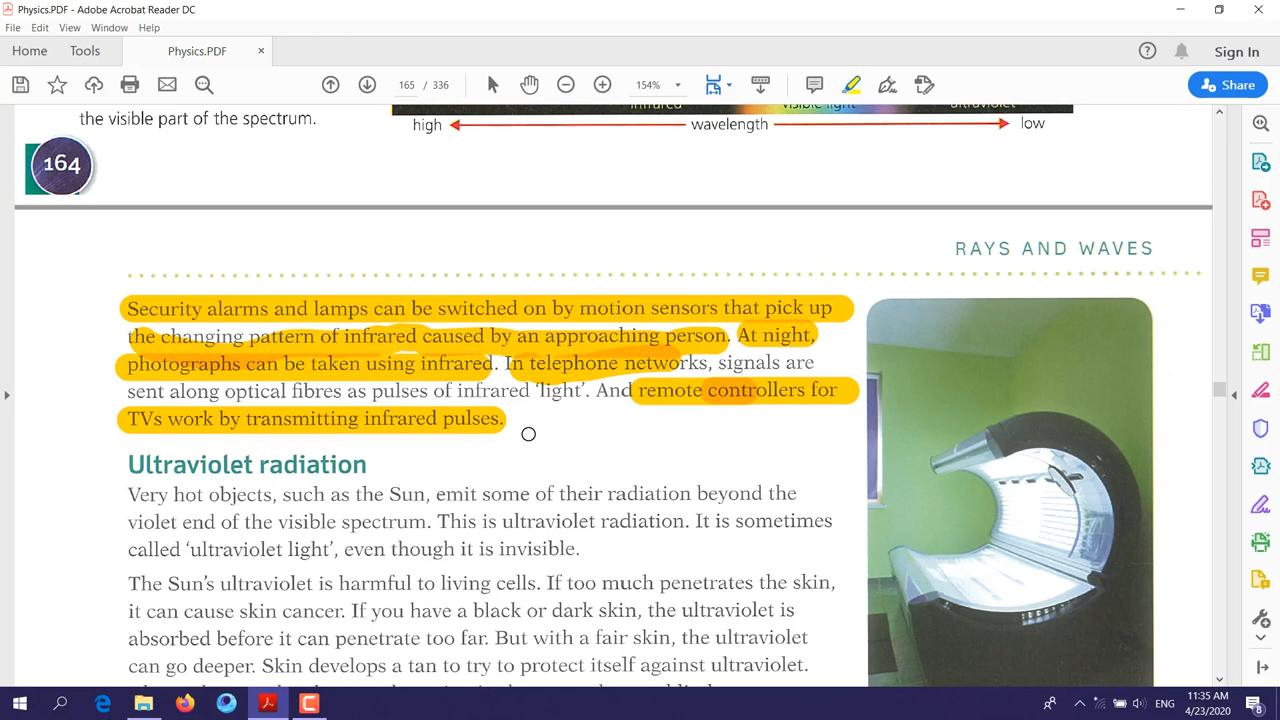 Physics.PDF - Adobe Acrobat Reader DC
File Edit View Window Help
Home Tools Physics.PDF × Sign In
165 / 336 154% Share
infrared visible light ultraviolet
the visible part of the spectrum.
high wavelength low
164
RAYS AND WAVES
Security alarms and lamps can be switched on by motion sensors that pick up
the changing pattern of infrared caused by an approaching person. At night,
photographs can be taken using infrared. In telephone networks, signals are
sent along optical fibres as pulses of infrared ‘light’. And remote controllers for
TVs work by transmitting infrared pulses.
Ultraviolet radiation
Very hot objects, such as the Sun, emit some of their radiation beyond the
violet end of the visible spectrum. This is ultraviolet radiation. It is sometimes
called ‘ultraviolet light’, even though it is invisible.
The Sun’s ultraviolet is harmful to living cells. If too much penetrates the skin,
it can cause skin cancer. If you have a black or dark skin, the ultraviolet is
absorbed before it can penetrate too far. But with a fair skin, the ultraviolet
can go deeper. Skin develops a tan to try to protect itself against ultraviolet.
ENG
11:35 AM
4/23/2020
8